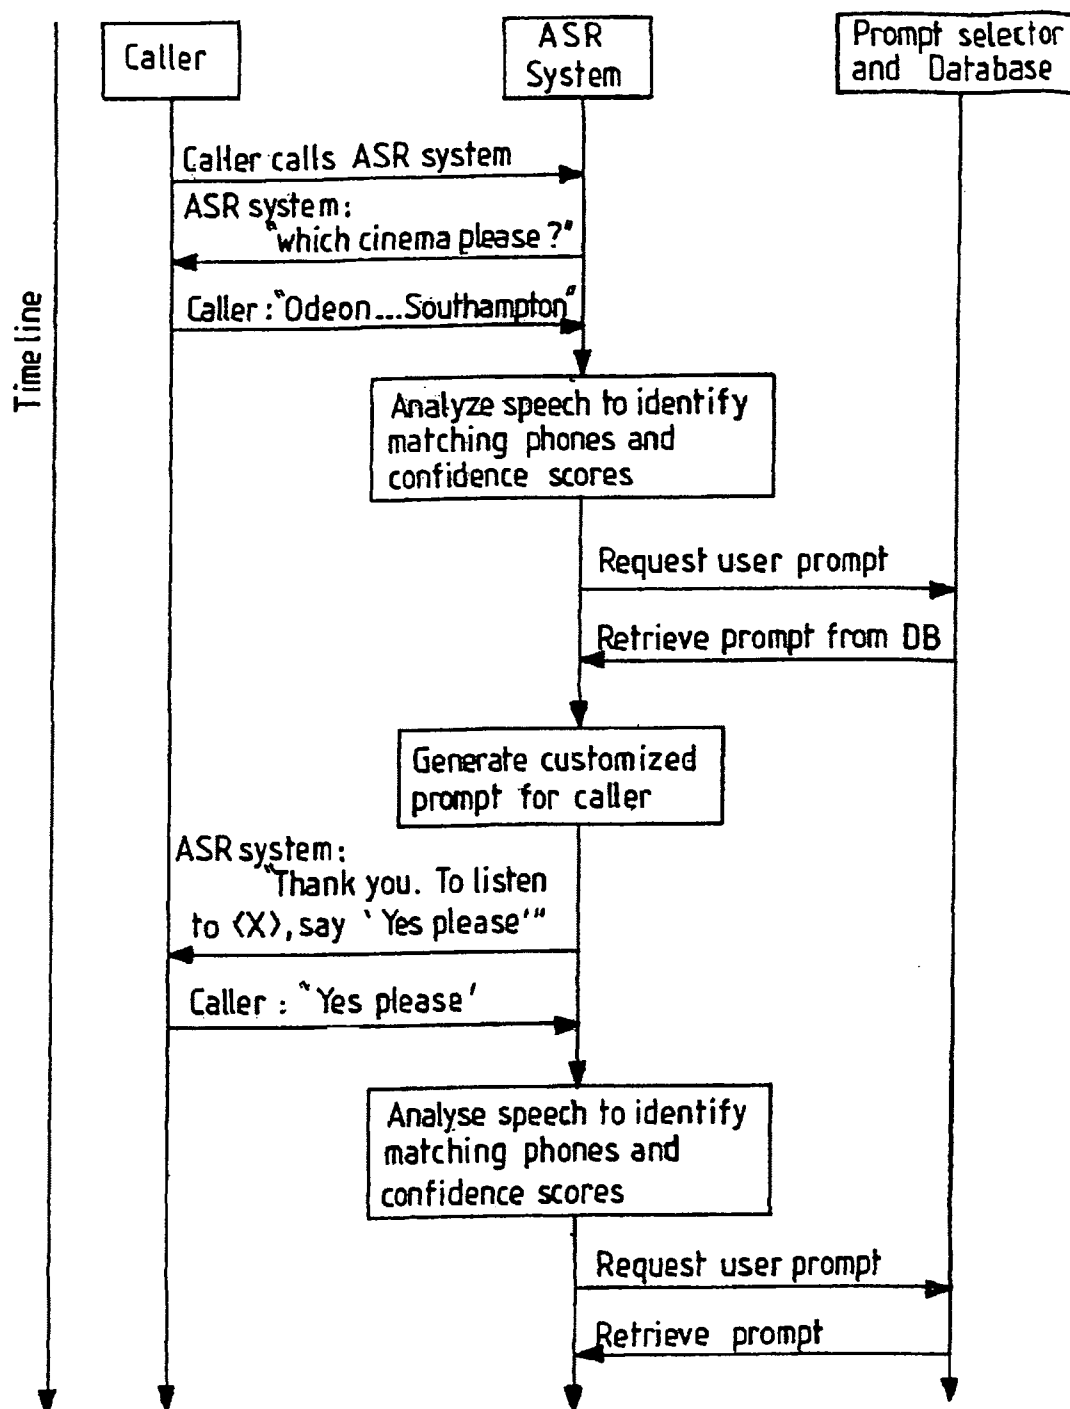 Caller
ASR
System
Prompt selector
and Database
Time line
Caller calls ASR system
ASR system:
"which cinema please?"
Caller: "Odeon...Southampton"
Analyze speech to identify
matching phones and
confidence scores
Request user prompt
Retrieve prompt from DB
Generate customized
prompt for caller
ASR system:
"Thank you. To listen
to <X>, say 'Yes please'"
Caller: "Yes please'
Analyse speech to identify
matching phones and
confidence scores
Request user prompt
Retrieve prompt